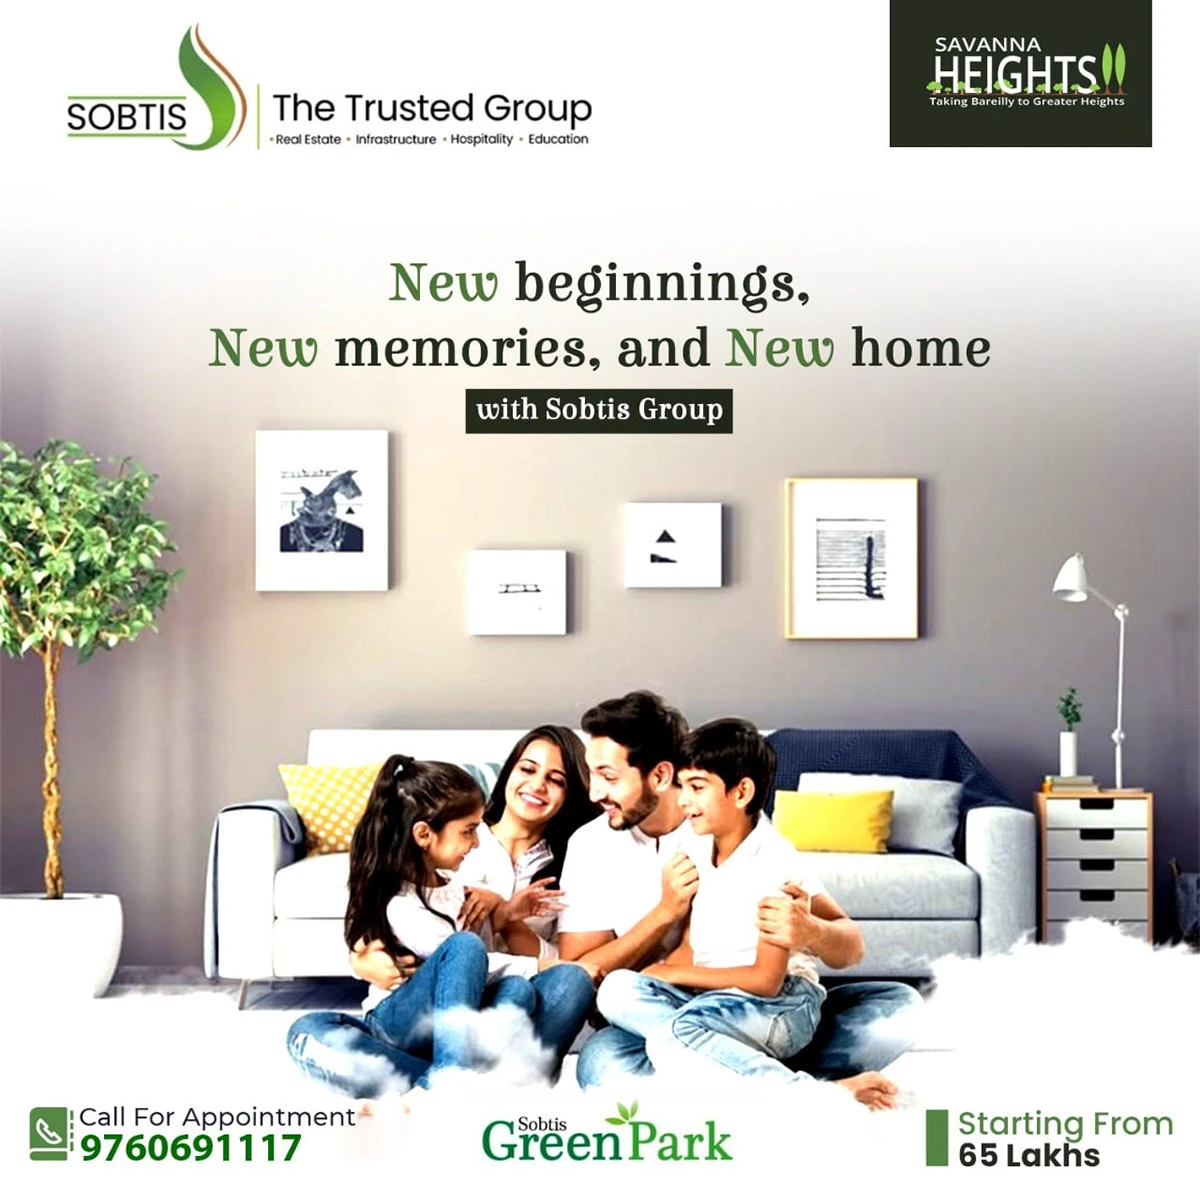 SOBTIS
The Trusted Group
• Real Estate • Infrastructure • Hospitality • Education
SAVANNA
HEIGHTS
Taking Bareilly to Greater Heights
New beginnings,
New memories, and New home
with Sobtis Group
Call For Appointment
9760691117
Sobtis
Green Park
Starting From
65 Lakhs